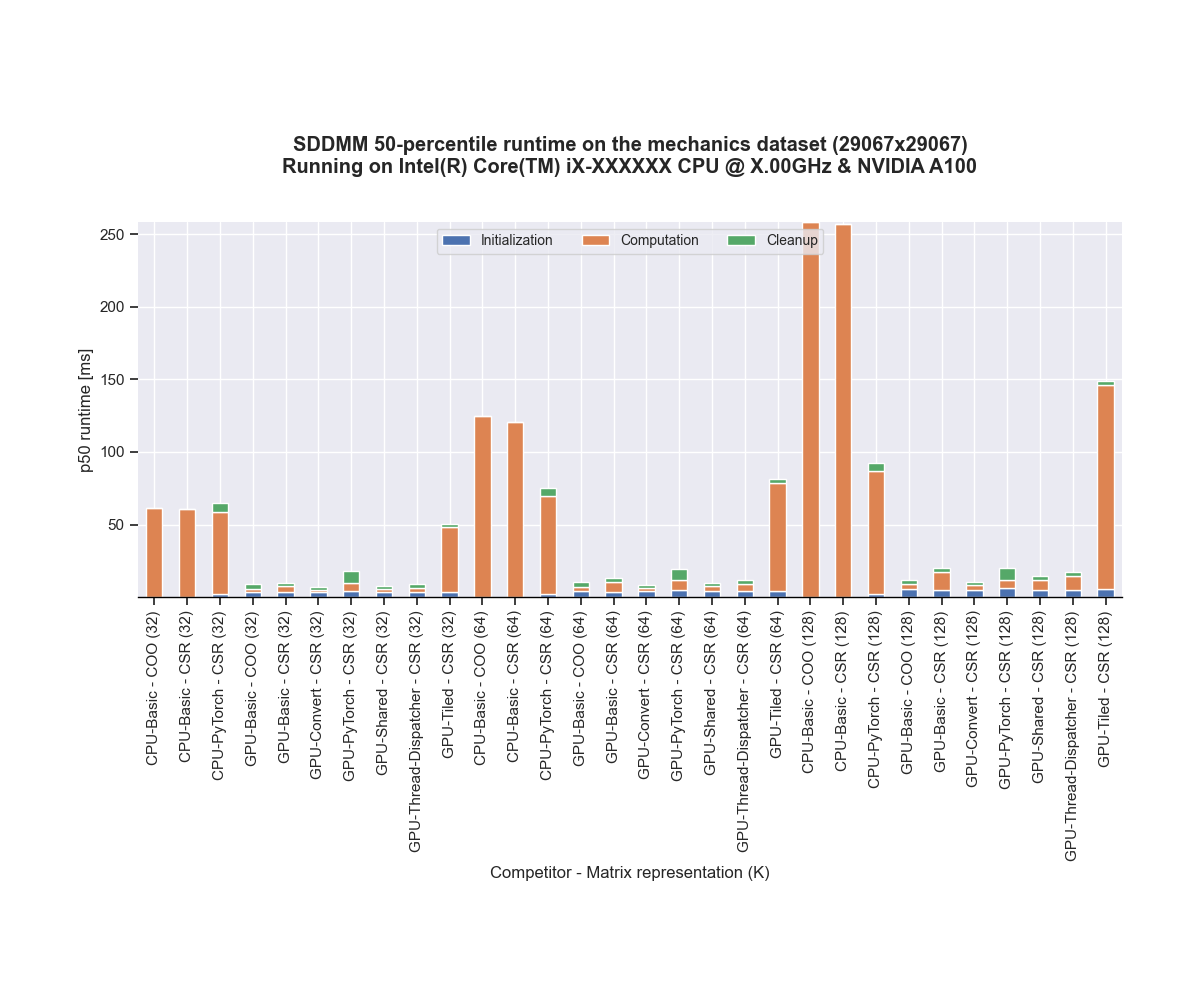 SDDMM 50-percentile runtime on the mechanics dataset (29067x29067)
Running on Intel(R) Core(TM) iX-XXXXXX CPU @ X.00GHz & NVIDIA A100
Initialization
Computation
Cleanup
250
200
150
100
50
p50 runtime [ms]
CPU-Basic - COO (32)
CPU-Basic - CSR (32)
CPU-PyTorch - CSR (32)
GPU-Basic - COO (32)
GPU-Basic - CSR (32)
GPU-Convert - CSR (32)
GPU-PyTorch - CSR (32)
GPU-Shared - CSR (32)
GPU-Thread-Dispatcher - CSR (32)
GPU-Tiled - CSR (32)
CPU-Basic - COO (64)
CPU-Basic - CSR (64)
CPU-PyTorch - CSR (64)
GPU-Basic - COO (64)
GPU-Basic - CSR (64)
GPU-Convert - CSR (64)
GPU-PyTorch - CSR (64)
GPU-Shared - CSR (64)
GPU-Thread-Dispatcher - CSR (64)
GPU-Tiled - CSR (64)
CPU-Basic - COO (128)
CPU-Basic - CSR (128)
CPU-PyTorch - CSR (128)
GPU-Basic - COO (128)
GPU-Basic - CSR (128)
GPU-Convert - CSR (128)
GPU-PyTorch - CSR (128)
GPU-Shared - CSR (128)
GPU-Thread-Dispatcher - CSR (128)
GPU-Tiled - CSR (128)
Competitor - Matrix representation (K)